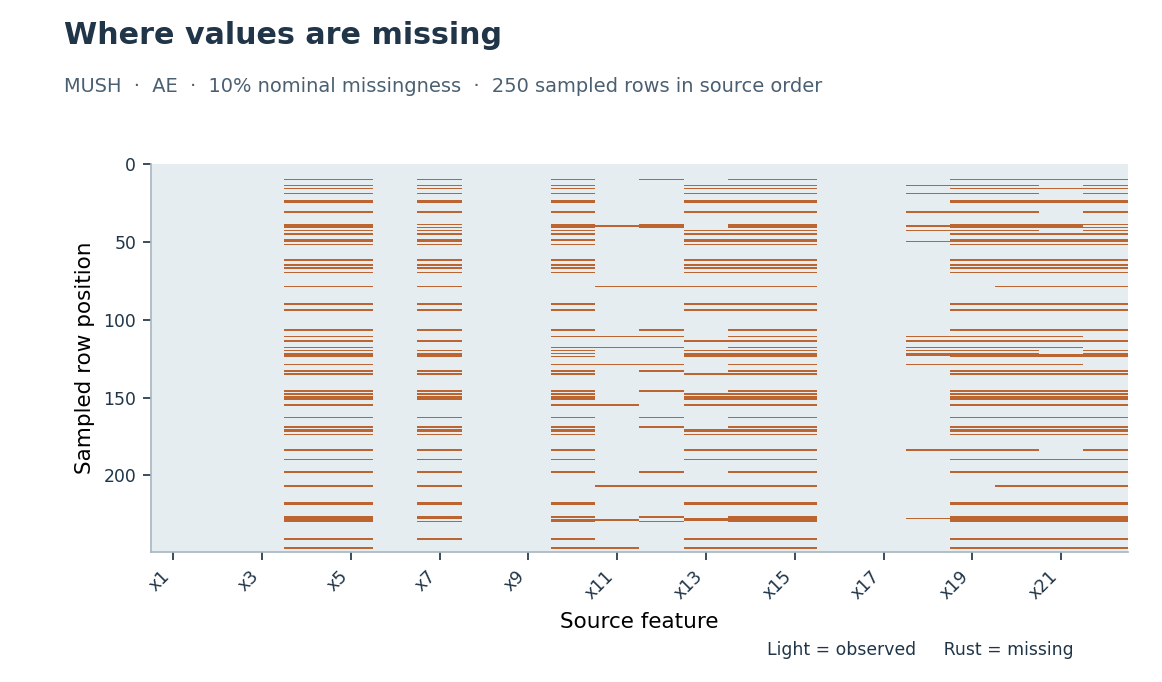 Where values are missing
MUSH · AE · 10% nominal missingness · 250 sampled rows in source order
0
50
100
150
200
Sampled row position
x1 x3 x5 x7 x9 x11 x13 x15 x17 x19 x21
Source feature
Light = observed Rust = missing